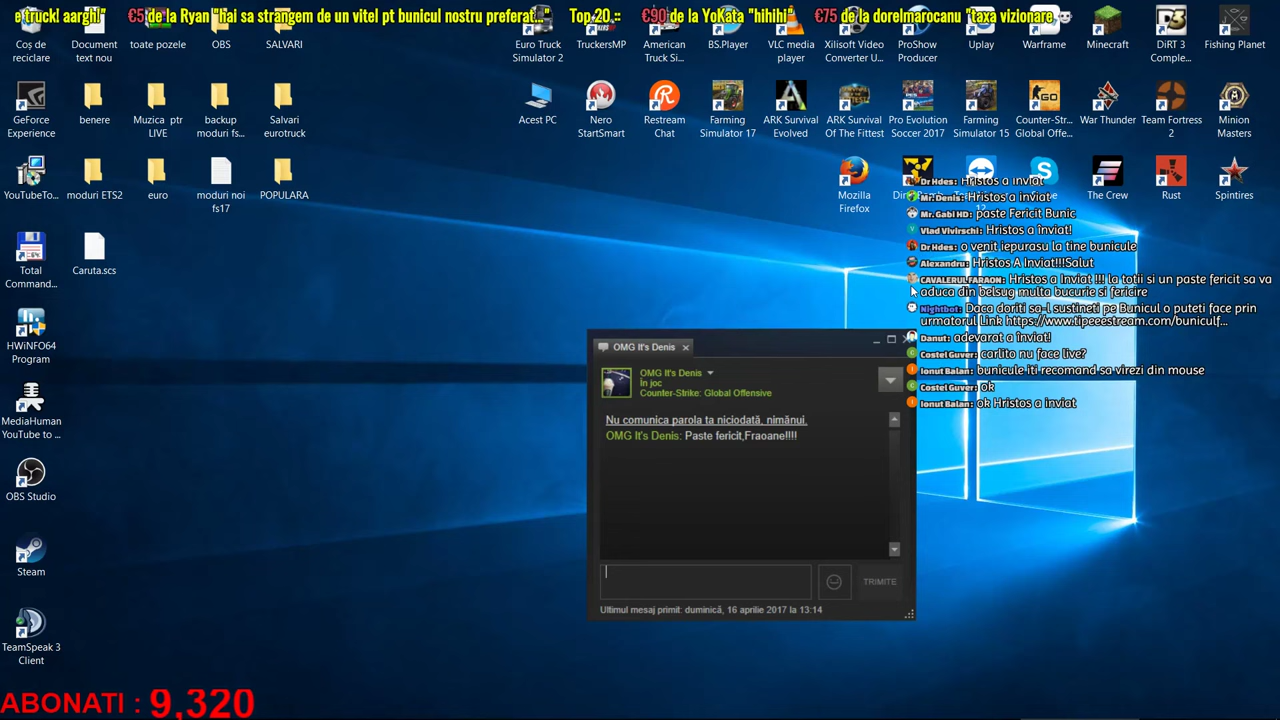 e truck! aargh!" €5 de la Ryan "hai sa strangem de un vitel pt bunicul nostru preferat..." Top 20 :: €90 de la YoKata "hihih!" €75 de la dorelmarocanu "taxa vizionare
Coș de reciclare
Document text nou
toate pozele
OBS
SALVARI
Euro Truck Simulator 2
TruckersMP
American Truck Si...
BS.Player
VLC media player
Xilisoft Video Converter U...
ProShow Producer
Uplay
Warframe
Minecraft
DiRT 3 Comple...
Fishing Planet
GeForce Experience
benere
Muzica ptr LIVE
backup moduri fs...
Salvari eurotruck
Acest PC
Nero StartSmart
Restream Chat
Farming Simulator 17
ARK Survival Evolved
ARK Survival Of The Fittest
Pro Evolution Soccer 2017
Farming Simulator 15
Counter-Str... Global Offe...
War Thunder
Team Fortress 2
Minion Masters
YouTubeTo...
moduri ETS2
euro
moduri noi fs17
POPULARA
Mozilla Firefox
The Crew
Rust
Spintires
Total Command...
Caruta.scs
HWiNFO64 Program
MediaHuman YouTube to ...
OBS Studio
Steam
TeamSpeak 3 Client
Dr Hdes: Hristos a inviat
Mr.Denis: Hristos a inviat
Mr.Gabi HD: paste Fericit Bunic
Vlad Vivirschi: Hristos a înviat!
Dr Hdes: o venit iepurasu la tine bunicule
Alexandru: Hristos A Inviat!!!Salut
CAVALERUL FARAON: Hristos a Inviat !!! la toții si un paste fericit sa va
aduca din belsug multa bucurie si fericire
Nightbot: Daca doriti sa-l sustineti pe Bunicul o puteti face prin
urmatorul Link https://www.tipeeestream.com/buniculf...
Danut: adevarat a înviat!
Costel Guver: carlito nu face live?
Ionut Balan: bunicule iti recomand sa virezi din mouse
Costel Guver: ok
Ionut Balan: ok Hristos a inviat
OMG It's Denis
OMG It's Denis
În joc
Counter-Strike: Global Offensive
Nu comunica parola ta niciodată, nimănui.
OMG It's Denis: Paste fericit,Fraoane!!!!
TRIMITE
Ultimul mesaj primit: duminică, 16 aprilie 2017 la 13:14
ABONATI : 9,320